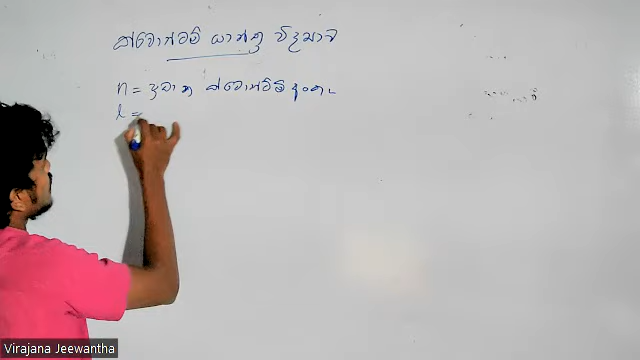 ක්වොන්ටම් යාන්ත්‍ර විද්‍යාව
n = ප්‍රධාන ක්වොන්ටම් අංකය
l =
Virajana Jeewantha